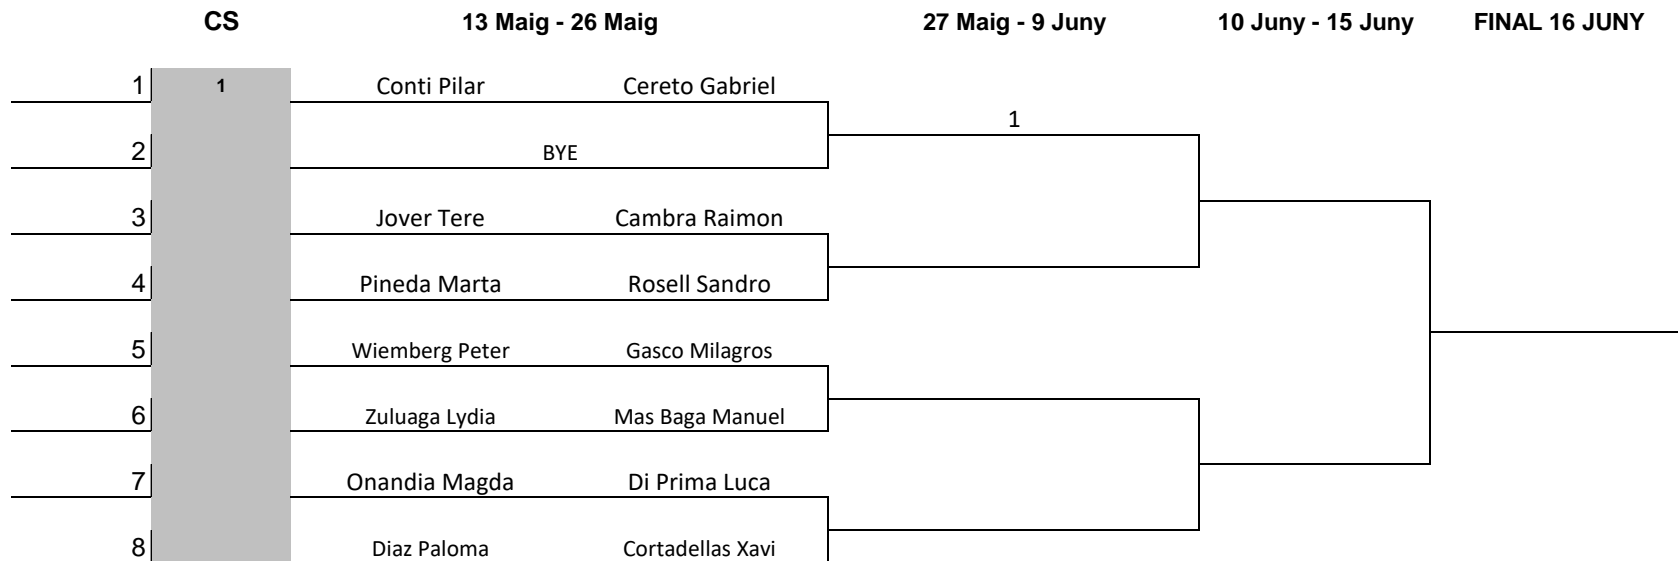 CS 13 Maig - 26 Maig 27 Maig - 9 Juny 10 Juny - 15 Juny FINAL 16 JUNY
1 1 Conti Pilar Cereto Gabriel
1
2 BYE
3 Jover Tere Cambra Raimon
4 Pineda Marta Rosell Sandro
5 Wiemberg Peter Gasco Milagros
6 Zuluaga Lydia Mas Baga Manuel
7 Onandia Magda Di Prima Luca
8 Diaz Paloma Cortadellas Xavi